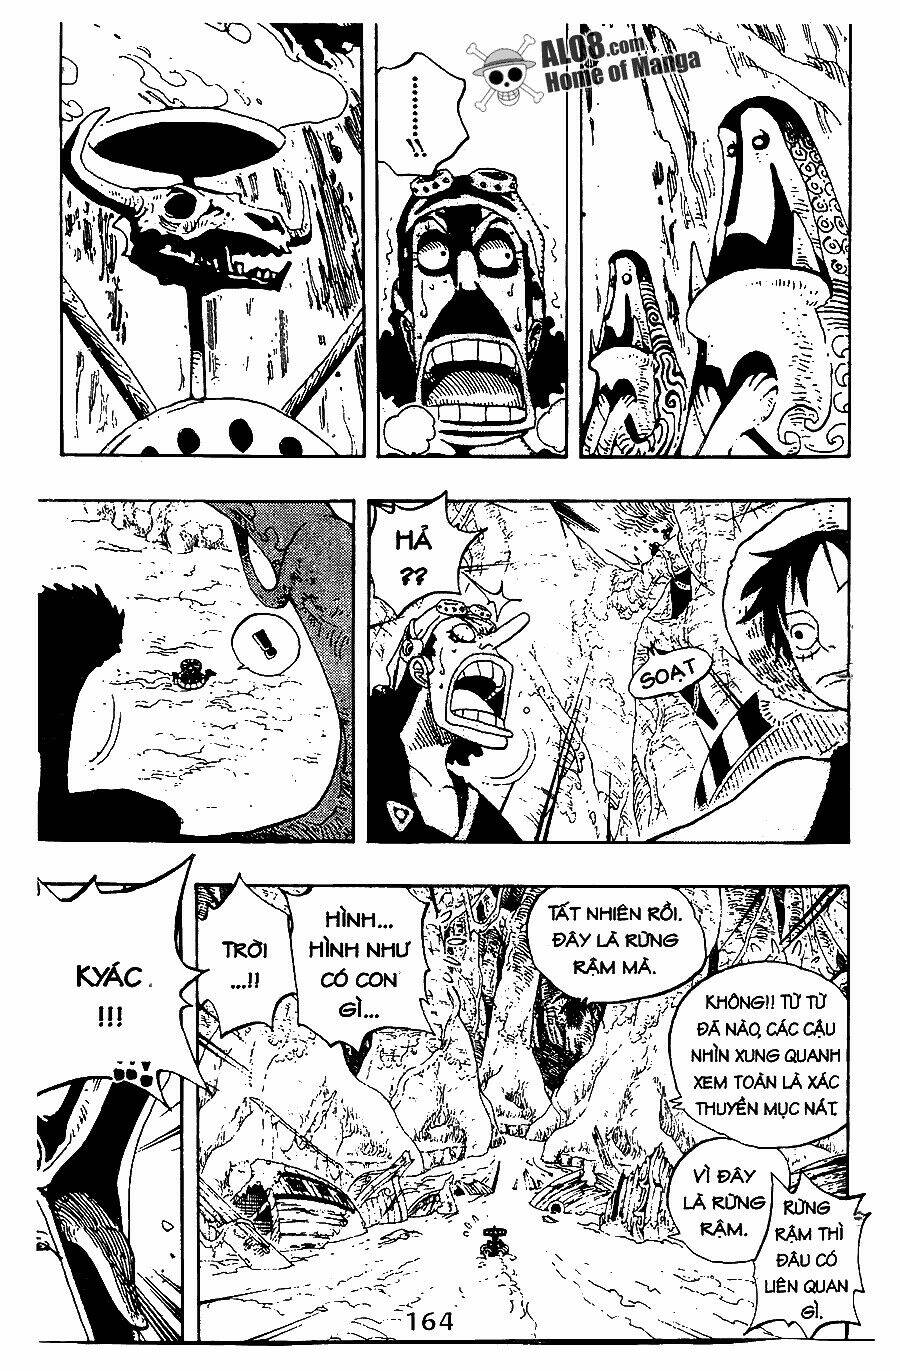 ALO8.com
Home of Manga
.........!!
HẢ
??
SOẠT
!!
TẤT NHIÊN RỒI.
ĐÂY LÀ RỪNG
RẬM MÀ.
HÌNH...
HÌNH NHƯ
CÓ CON
GÌ...
TRỜI
...!!
KHÔNG!! TỪ TỪ
ĐÃ NÀO, CÁC CẬU
NHÌN XUNG QUANH
XEM TOÀN LÀ XÁC
THUYỀN MỤC NÁT.
VÌ ĐÂY
LÀ RỪNG
RẬM.
RỪNG
RẬM THÌ
ĐÂU CÓ
LIÊN QUAN
GÌ.
KYÁC
!!!
164